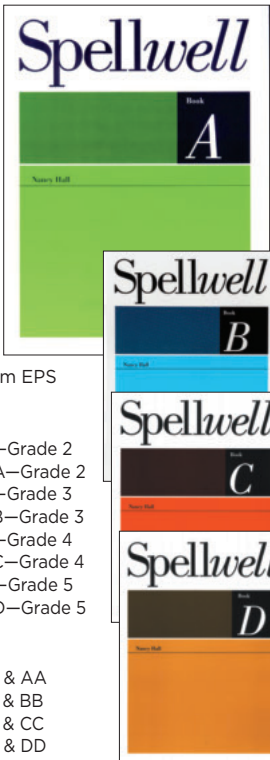 Spellwell
Book
A
Nancy Hall
Spellwell
Book
B
Nancy Hall
m EPS
Spellwell
Book
C
Nancy Hall
—Grade 2
A—Grade 2
—Grade 3
B—Grade 3
—Grade 4
C—Grade 4
—Grade 5
D—Grade 5
Spellwell
Book
D
Nancy Hall
& AA
& BB
& CC
& DD